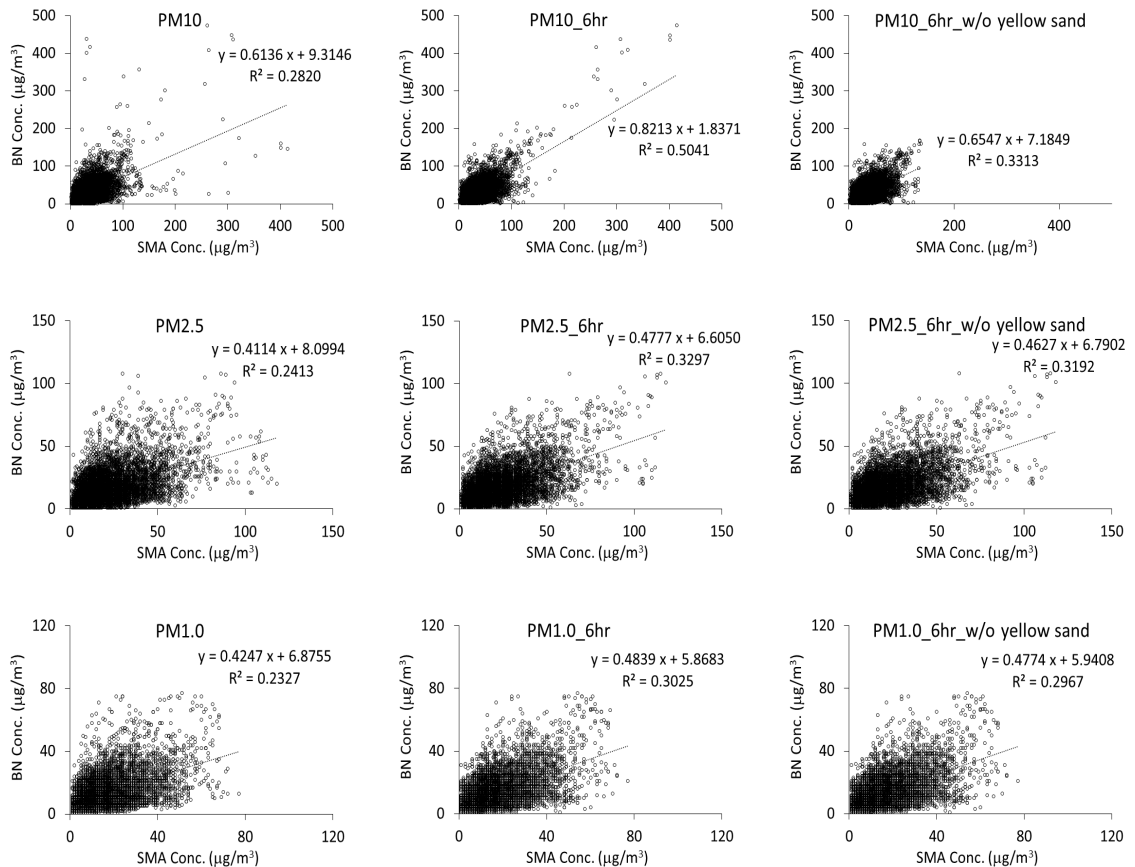 PM10
y = 0.6136 x + 9.3146
R² = 0.2820
BN Conc. (µg/m³)
500
400
300
200
100
0
0 100 200 300 400 500
SMA Conc. (µg/m³)
PM10_6hr
y = 0.8213 x + 1.8371
R² = 0.5041
BN Conc. (µg/m³)
500
400
300
200
100
0
0 100 200 300 400 500
SMA Conc. (µg/m³)
PM10_6hr_w/o yellow sand
y = 0.6547 x + 7.1849
R² = 0.3313
BN Conc. (µg/m³)
500
400
300
200
100
0
0 200 400
SMA Conc. (µg/m³)
PM2.5
y = 0.4114 x + 8.0994
R² = 0.2413
BN Conc. (µg/m³)
150
100
50
0
0 50 100 150
SMA Conc. (µg/m³)
PM2.5_6hr
y = 0.4777 x + 6.6050
R² = 0.3297
BN Conc. (µg/m³)
150
100
50
0
0 50 100 150
SMA Conc. (µg/m³)
PM2.5_6hr_w/o yellow sand
y = 0.4627 x + 6.7902
R² = 0.3192
BN Conc. (µg/m³)
150
100
50
0
0 50 100 150
SMA Conc. (µg/m³)
PM1.0
y = 0.4247 x + 6.8755
R² = 0.2327
BN Conc. (µg/m³)
120
80
40
0
0 40 80 120
SMA Conc. (µg/m³)
PM1.0_6hr
y = 0.4839 x + 5.8683
R² = 0.3025
BN Conc. (µg/m³)
120
80
40
0
0 40 80 120
SMA Conc. (µg/m³)
PM1.0_6hr_w/o yellow sand
y = 0.4774 x + 5.9408
R² = 0.2967
BN Conc. (µg/m³)
120
80
40
0
0 40 80 120
SMA Conc. (µg/m³)